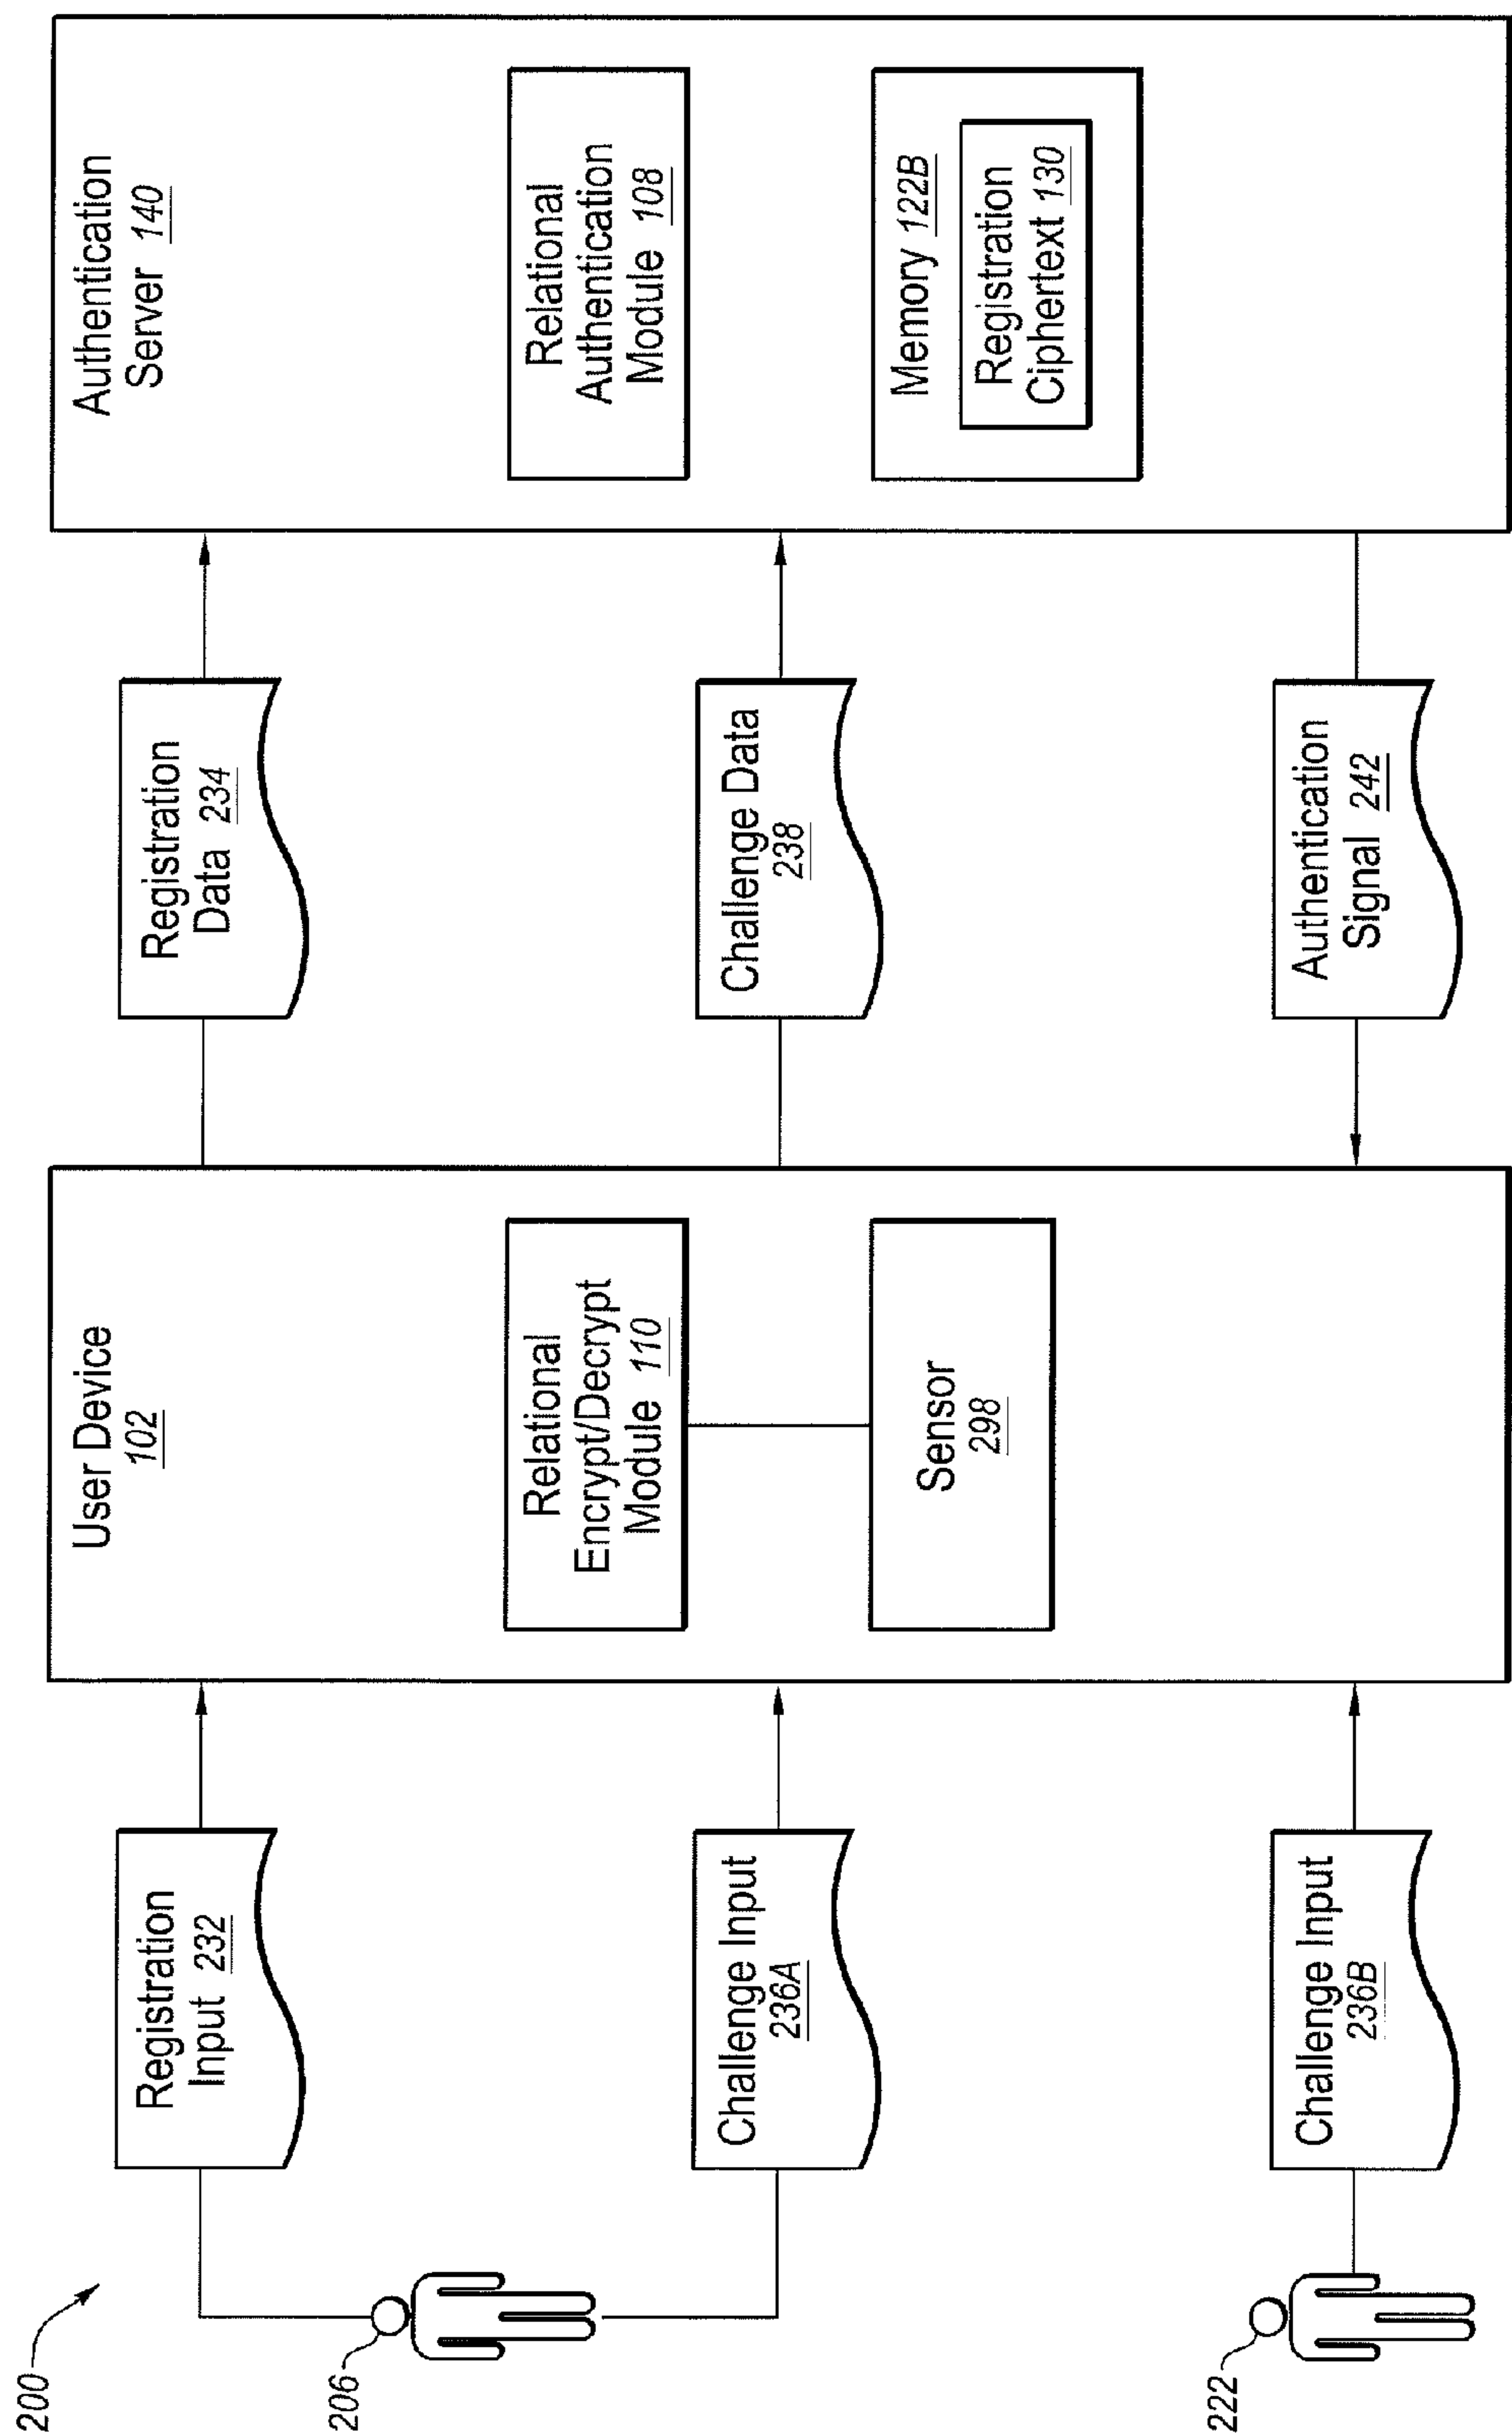 200
206
222
Registration
Input 232
Challenge Input
236A
Challenge Input
236B
User Device
102
Relational
Encrypt/Decrypt
Module 110
Sensor
298
Registration
Data 234
Challenge Data
238
Authentication
Signal 242
Authentication
Server 140
Relational
Authentication
Module 108
Memory 122B
Registration
Ciphertext 130